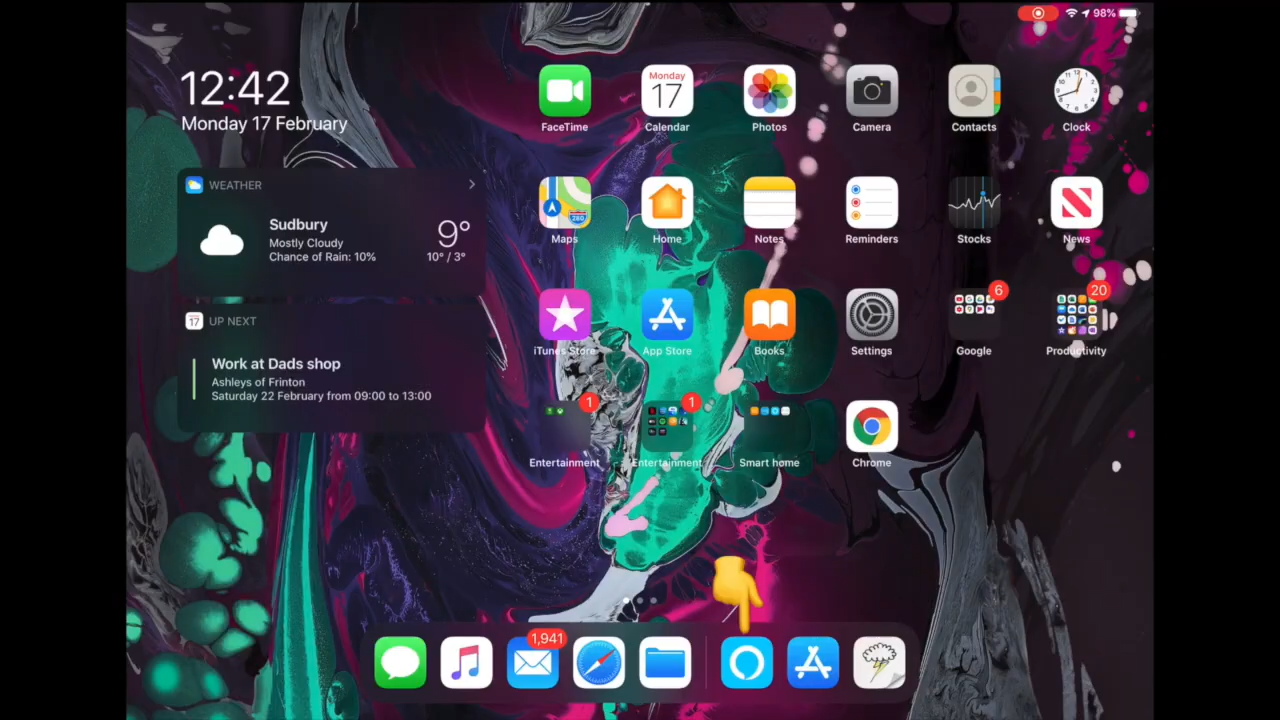 98%
12:42
Monday 17 February
WEATHER
Sudbury
Mostly Cloudy
Chance of Rain: 10%
9°
10° / 3°
17
UP NEXT
Work at Dads shop
Ashleys of Frinton
Saturday 22 February from 09:00 to 13:00
Monday
17
FaceTime
Calendar
Photos
Camera
Contacts
Clock
280
Maps
Home
Notes
Reminders
Stocks
News
6
20
iTunes Store
App Store
Books
Settings
Google
Productivity
1
1
Entertainment
Entertainment
Smart home
Chrome
1,941